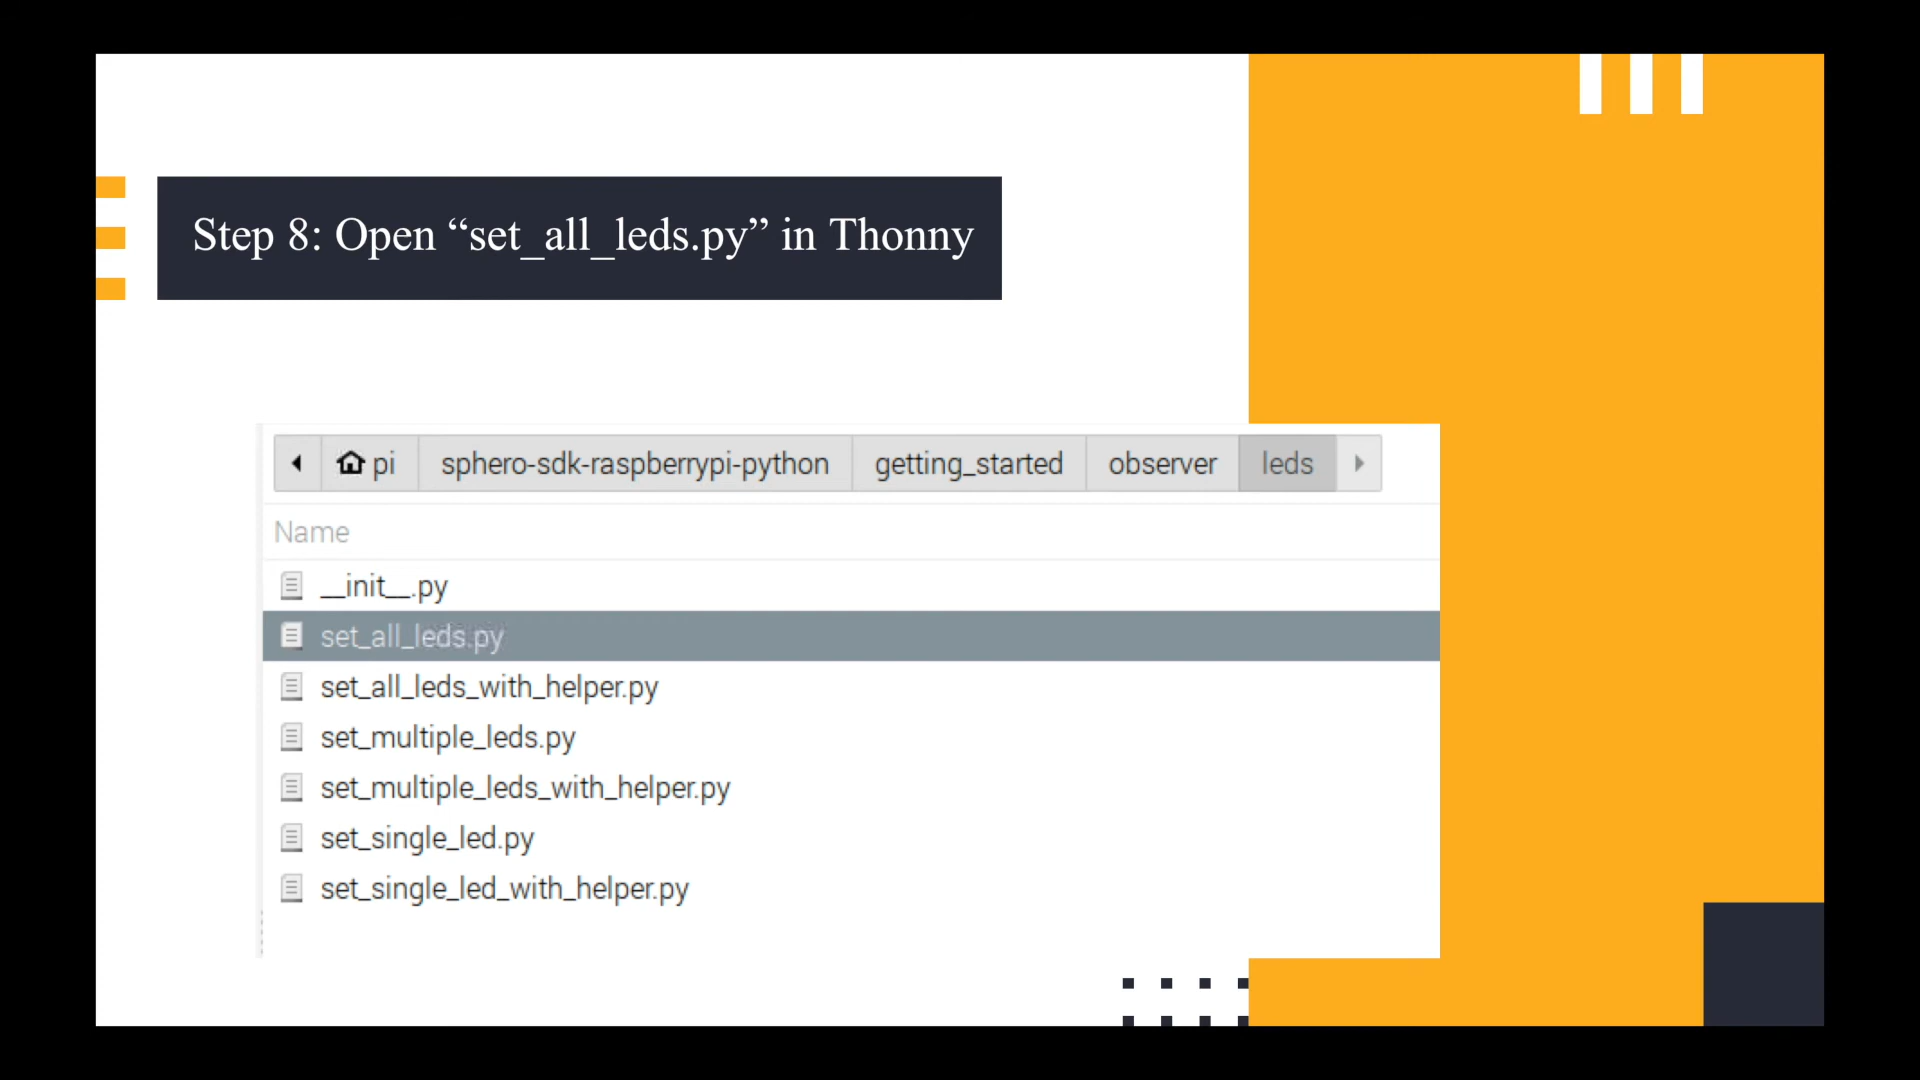 Step 8: Open “set_all_leds.py” in Thonny
pi sphero-sdk-raspberrypi-python getting_started observer leds
Name
__init__.py
set_all_leds.py
set_all_leds_with_helper.py
set_multiple_leds.py
set_multiple_leds_with_helper.py
set_single_led.py
set_single_led_with_helper.py